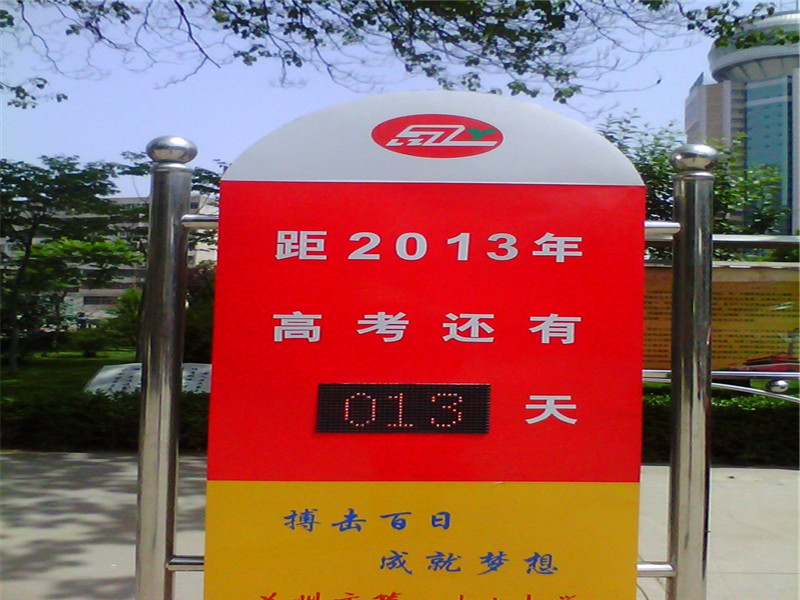 距2013年
高考还有
013 天
搏击百日
成就梦想